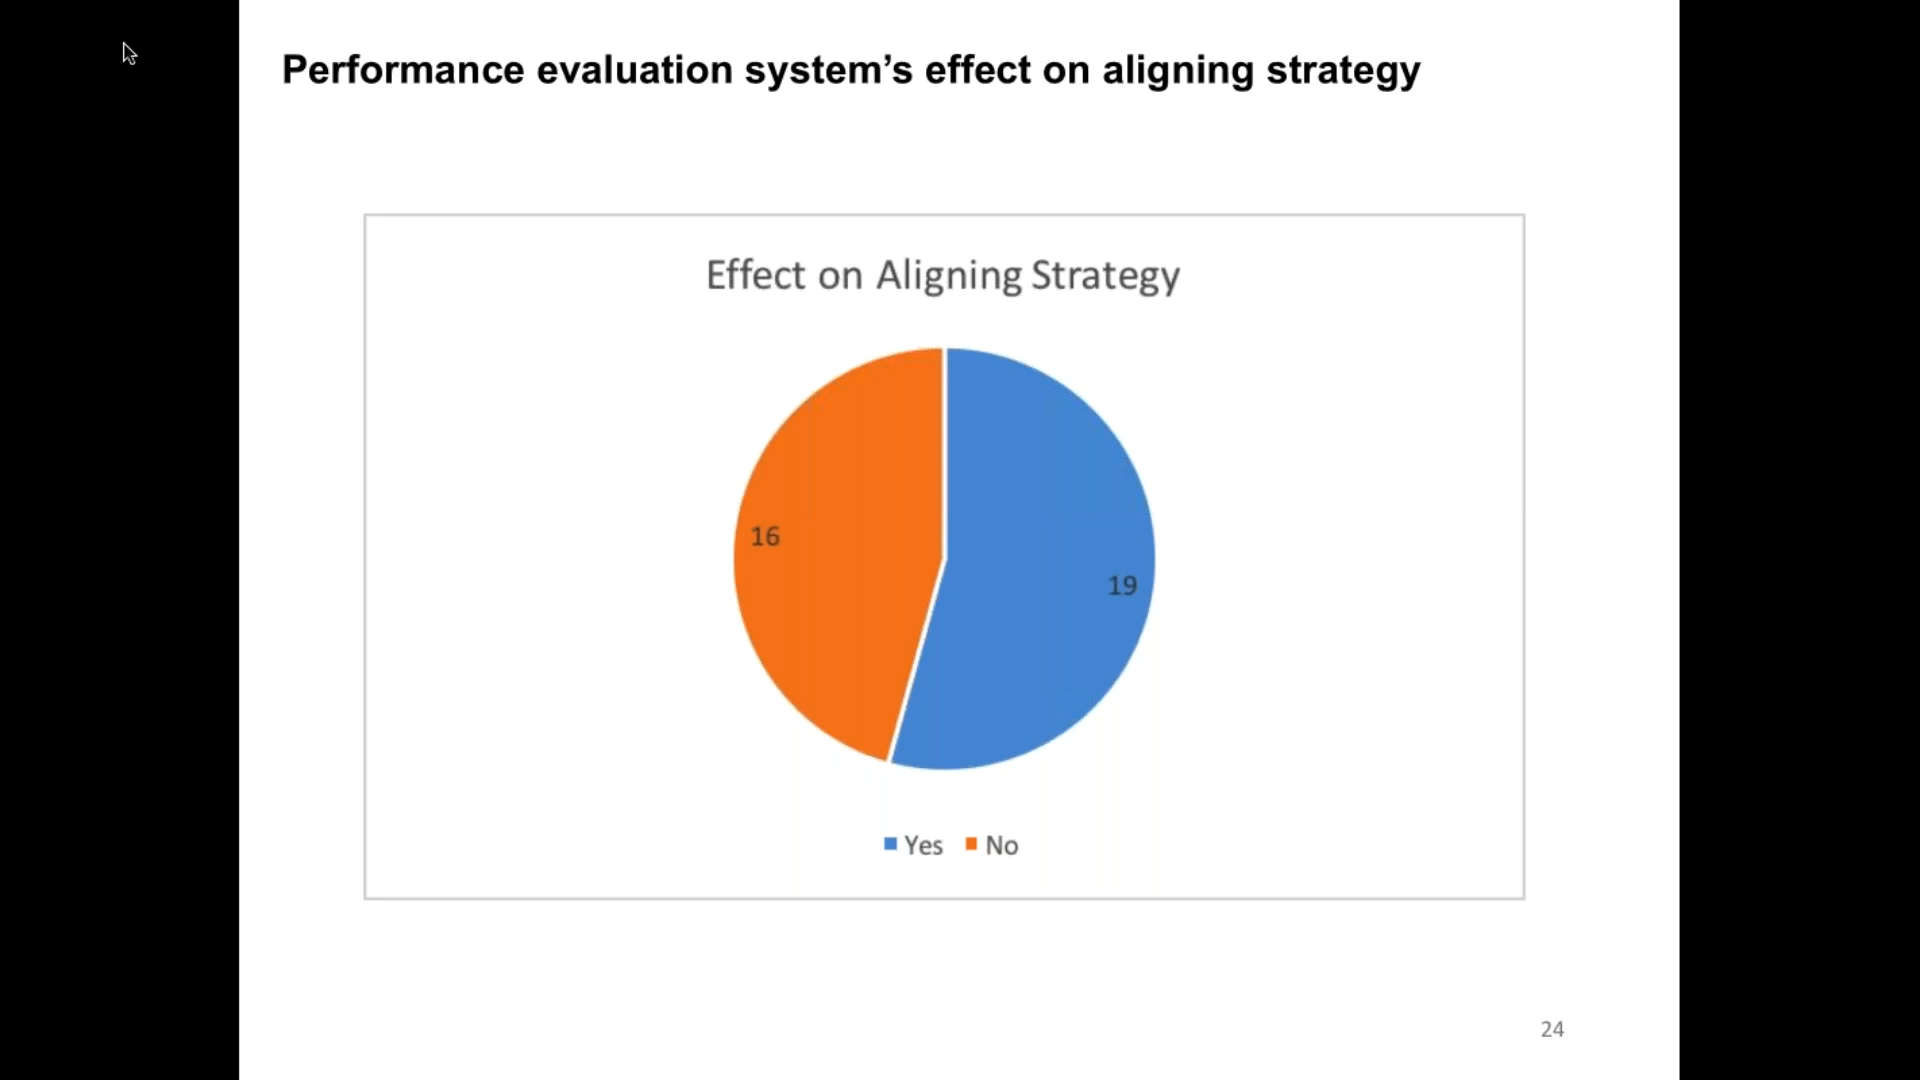 Performance evaluation system’s effect on aligning strategy
Effect on Aligning Strategy
16
19
Yes No
24